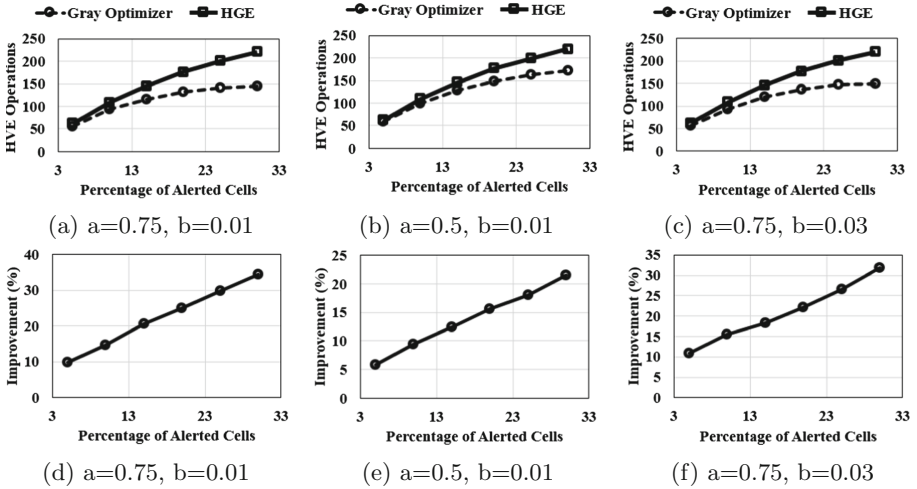 Gray Optimizer HGE
Gray Optimizer HGE
Gray Optimizer HGE
HVE Operations
250
200
150
100
50
0
3 13 23 33
Percentage of Alerted Cells
(a) a=0.75, b=0.01
HVE Operations
250
200
150
100
50
0
3 13 23 33
Percentage of Alerted Cells
(b) a=0.5, b=0.01
HVE Operations
250
200
150
100
50
0
3 13 23 33
Percentage of Alerted Cells
(c) a=0.75, b=0.03
Improvement (%)
40
30
20
10
0
3 13 23 33
Percentage of Alerted Cells
(d) a=0.75, b=0.01
Improvement (%)
25
20
15
10
5
0
3 13 23 33
Percentage of Alerted Cells
(e) a=0.5, b=0.01
Improvement (%)
35
30
25
20
15
10
5
0
3 13 23 33
Percentage of Alerted Cells
(f) a=0.75, b=0.03